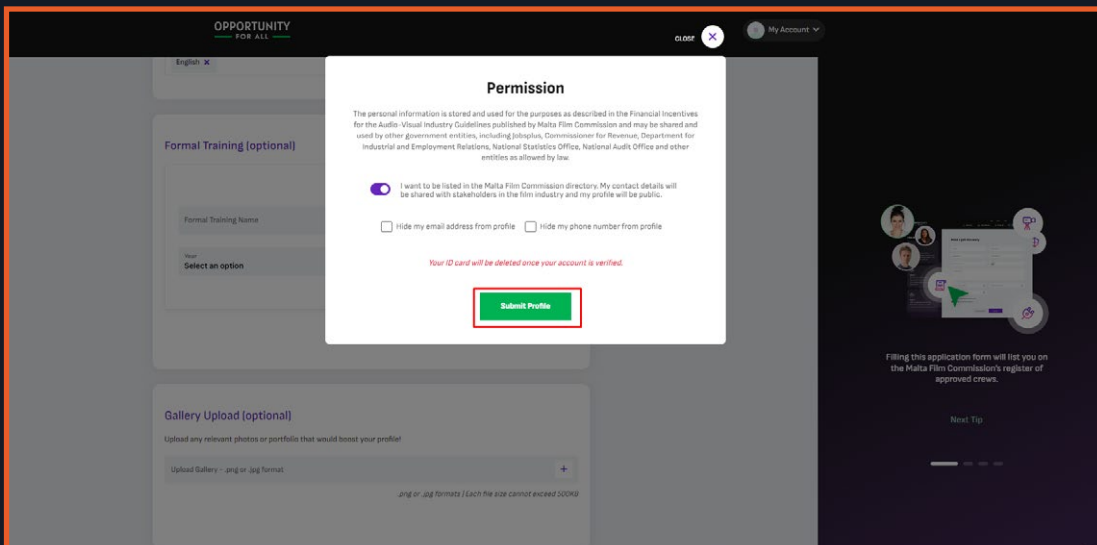 OPPORTUNITY
FOR ALL
CLOSE
My Account
English
Permission
The personal information is stored and used for the purposes as described in the Financial Incentives
for the Audio-Visual Industry Guidelines published by Malta Film Commission and may be shared and
used by other government entities, including Jobsplus, Commissioner for Revenue, Department for
Industrial and Employment Relations, National Statistics Office, National Audit Office and other
entities as allowed by law.
I want to be listed in the Malta Film Commission directory. My contact details will
be shared with stakeholders in the film industry and my profile will be public.
Hide my email address from profile
Hide my phone number from profile
Your ID card will be deleted once your account is verified.
Submit Profile
Formal Training (optional)
Formal Training Name
Year
Select an option
Gallery Upload (optional)
Upload any relevant photos or portfolio that would boost your profile!
Upload Gallery - .png or .jpg format
.png or .jpg formats | Each file size cannot exceed 500KB
Filling this application form will list you on
the Malta Film Commission's register of
approved crews.
Next Tip